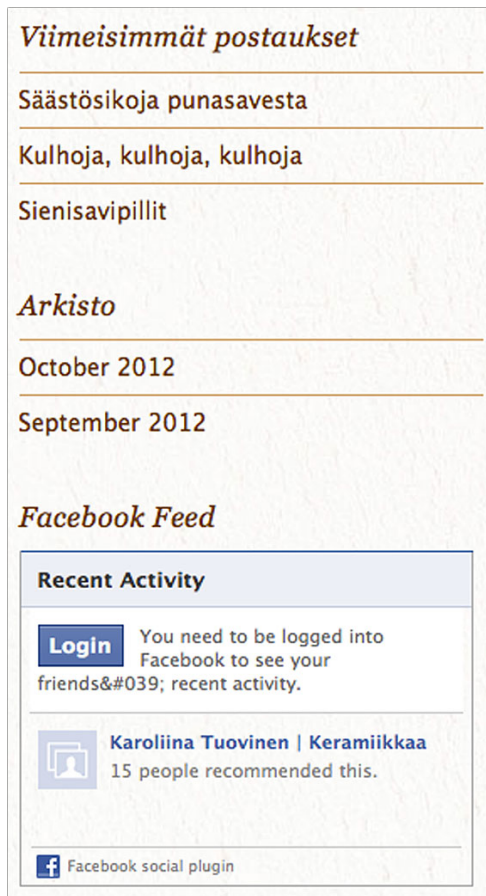 Viimeisimmät postaukset
Säästösikoja punasavesta
Kulhoja, kulhoja, kulhoja
Sienisavipillit
Arkisto
October 2012
September 2012
Facebook Feed
Recent Activity
Login
You need to be logged into
Facebook to see your
friends&#039; recent activity.
Karoliina Tuovinen | Keramiikkaa
15 people recommended this.
f Facebook social plugin